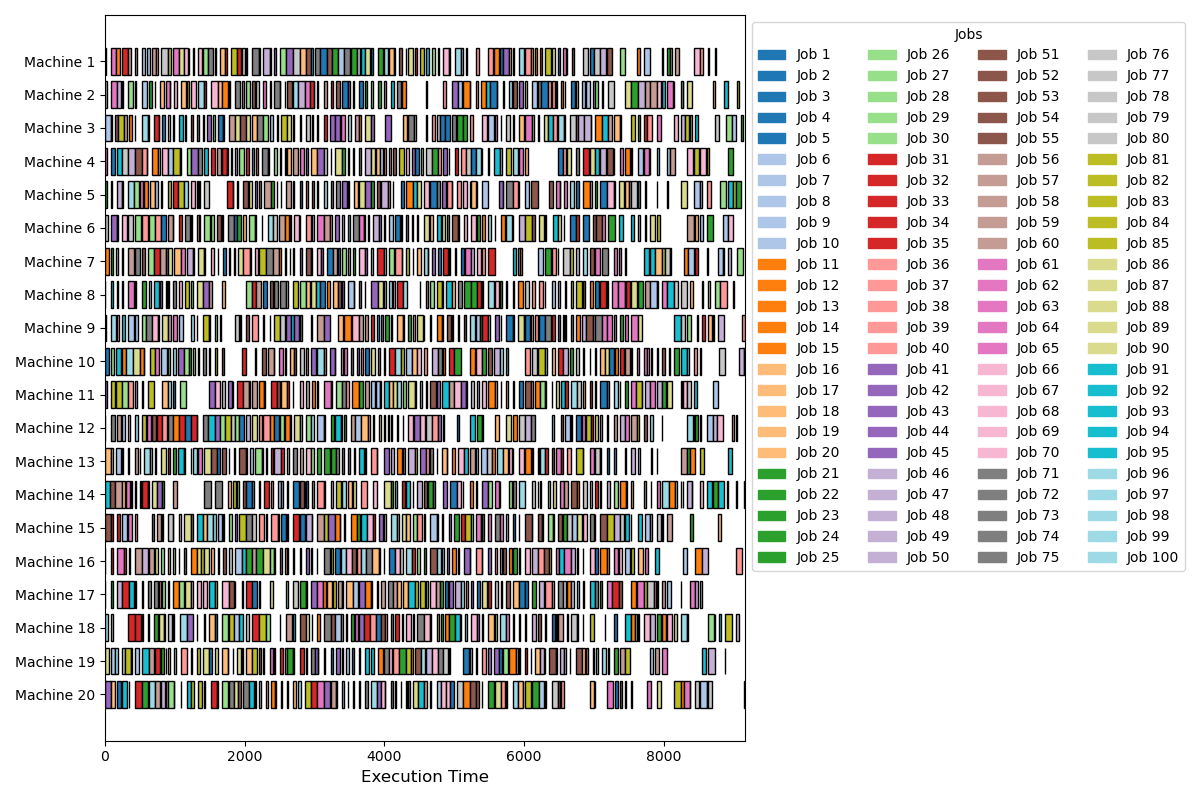 Machine 1
Machine 2
Machine 3
Machine 4
Machine 5
Machine 6
Machine 7
Machine 8
Machine 9
Machine 10
Machine 11
Machine 12
Machine 13
Machine 14
Machine 15
Machine 16
Machine 17
Machine 18
Machine 19
Machine 20
0 2000 4000 6000 8000
Execution Time
Jobs
Job 1 Job 26 Job 51 Job 76
Job 2 Job 27 Job 52 Job 77
Job 3 Job 28 Job 53 Job 78
Job 4 Job 29 Job 54 Job 79
Job 5 Job 30 Job 55 Job 80
Job 6 Job 31 Job 56 Job 81
Job 7 Job 32 Job 57 Job 82
Job 8 Job 33 Job 58 Job 83
Job 9 Job 34 Job 59 Job 84
Job 10 Job 35 Job 60 Job 85
Job 11 Job 36 Job 61 Job 86
Job 12 Job 37 Job 62 Job 87
Job 13 Job 38 Job 63 Job 88
Job 14 Job 39 Job 64 Job 89
Job 15 Job 40 Job 65 Job 90
Job 16 Job 41 Job 66 Job 91
Job 17 Job 42 Job 67 Job 92
Job 18 Job 43 Job 68 Job 93
Job 19 Job 44 Job 69 Job 94
Job 20 Job 45 Job 70 Job 95
Job 21 Job 46 Job 71 Job 96
Job 22 Job 47 Job 72 Job 97
Job 23 Job 48 Job 73 Job 98
Job 24 Job 49 Job 74 Job 99
Job 25 Job 50 Job 75 Job 100